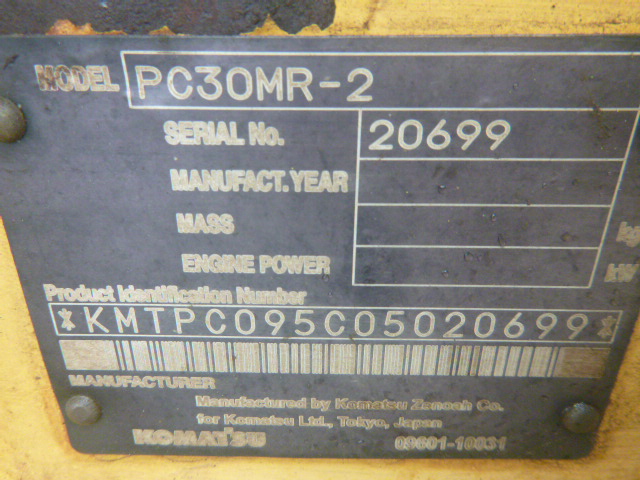 MODEL PC30MR-2
SERIAL No. 20699
MANUFACT. YEAR
MASS kg
ENGINE POWER kW
Product Identification Number
*KMTPC095C05020699*
MANUFACTURER
Manufactured by Komatsu Zenoah Co.
for Komatsu Ltd., Tokyo, Japan
KOMATSU 09601-10031